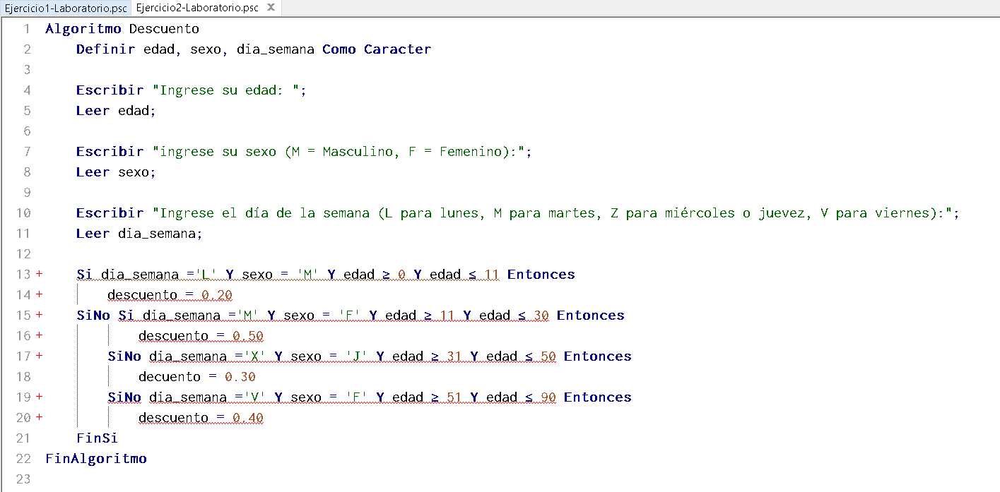 Ejercicio1-Laboratorio.psc Ejercicio2-Laboratorio.psc X
1 Algoritmo Descuento
2 Definir edad, sexo, dia_semana Como Caracter
3
4 Escribir "Ingrese su edad: ";
5 Leer edad;
6
7 Escribir "ingrese su sexo (M = Masculino, F = Femenino):";
8 Leer sexo;
9
10 Escribir "Ingrese el día de la semana (L para lunes, M para martes, Z para miércoles o juevez, V para viernes):";
11 Leer dia_semana;
12
13 + Si dia_semana ='L' Y sexo = 'M' Y edad ≥ 0 Y edad ≤ 11 Entonces
14 + descuento = 0.20
15 + SiNo Si dia_semana ='M' Y sexo = 'F' Y edad ≥ 11 Y edad ≤ 30 Entonces
16 + descuento = 0.50
17 + SiNo dia_semana ='X' Y sexo = 'J' Y edad ≥ 31 Y edad ≤ 50 Entonces
18 decuento = 0.30
19 + SiNo dia_semana ='V' Y sexo = 'F' Y edad ≥ 51 Y edad ≤ 90 Entonces
20 + descuento = 0.40
21 FinSi
22 FinAlgoritmo
23